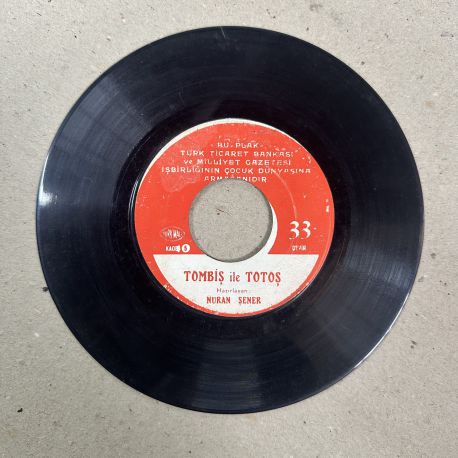 BU PLAK
TÜRK TİCARET BANKASI
ve MİLLİYET GAZETESİ
İŞBİRLİĞİNİN ÇOCUK DÜNYASINA
ARMAĞANIDIR
33
TOMBİŞ ile TOTOŞ
Hazırlayan:
NURAN ŞENER